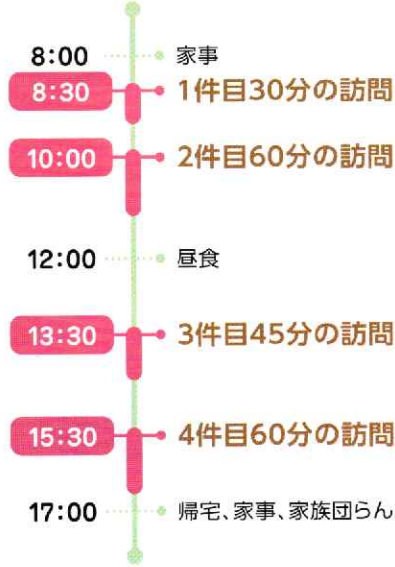 8:00 家事
8:30 1件目30分の訪問
10:00 2件目60分の訪問
12:00 昼食
13:30 3件目45分の訪問
15:30 4件目60分の訪問
17:00 帰宅、家事、家族団らん